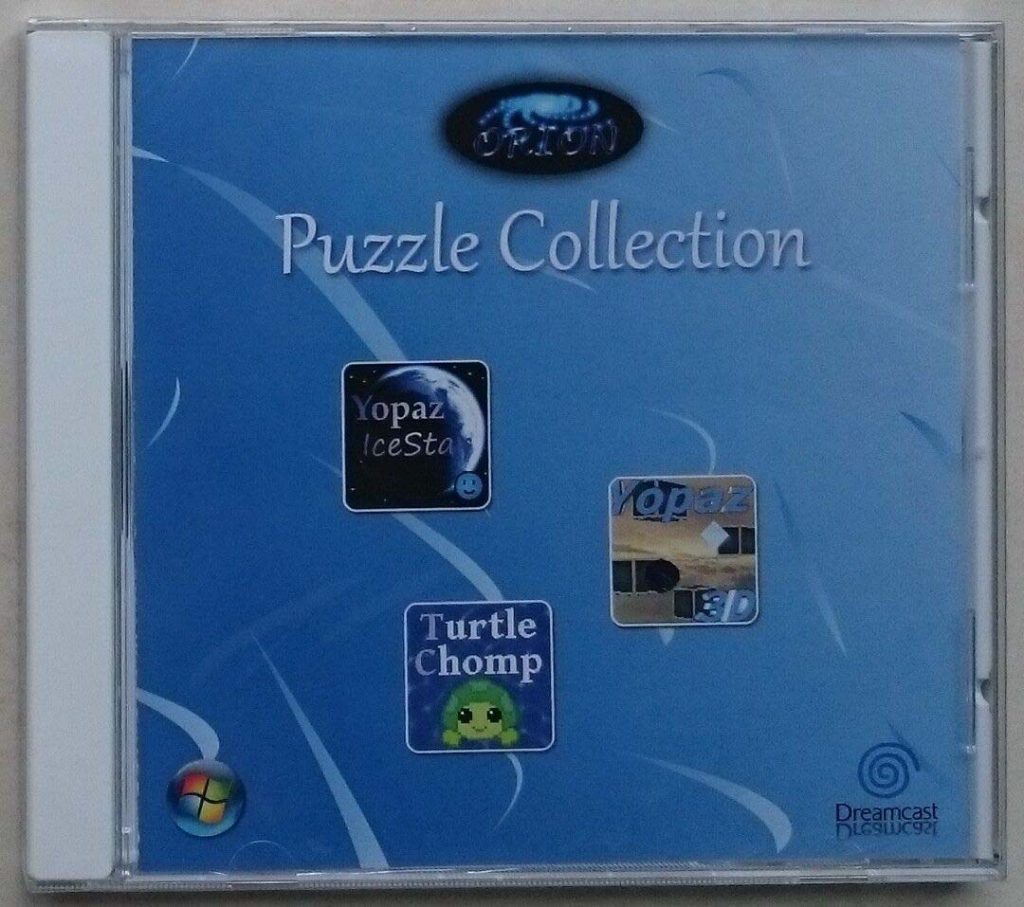 ORION
Puzzle Collection
Yopaz
IceSta
Yopaz
3D
Turtle
Chomp
Dreamcast